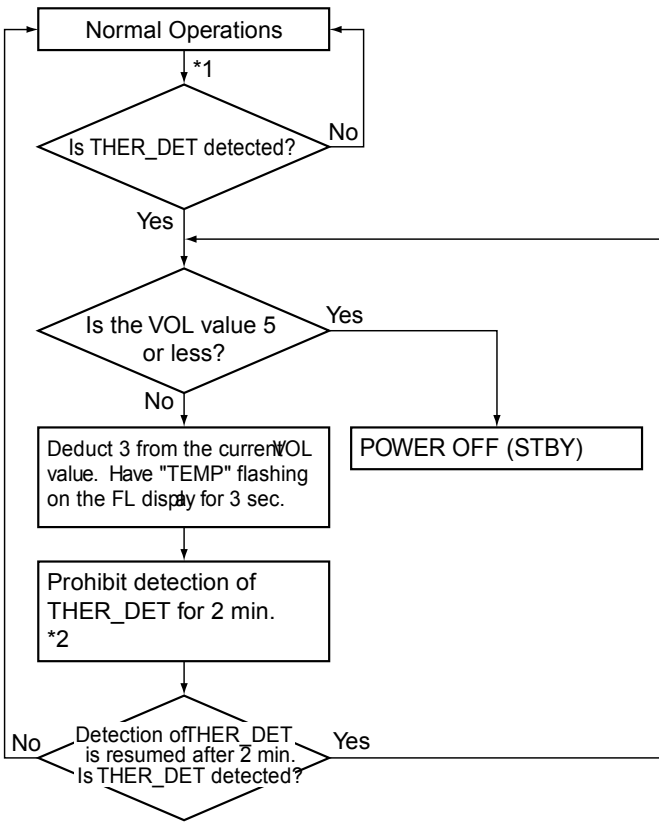 Normal Operations
*1
Is THER_DET detected?
No
Yes
Is the VOL value 5
or less?
Yes
No
Deduct 3 from the current VOL
value. Have "TEMP" flashing
on the FL display for 3 sec.
POWER OFF (STBY)
Prohibit detection of
THER_DET for 2 min.
*2
No
Detection of THER_DET
is resumed after 2 min.
Is THER_DET detected?
Yes